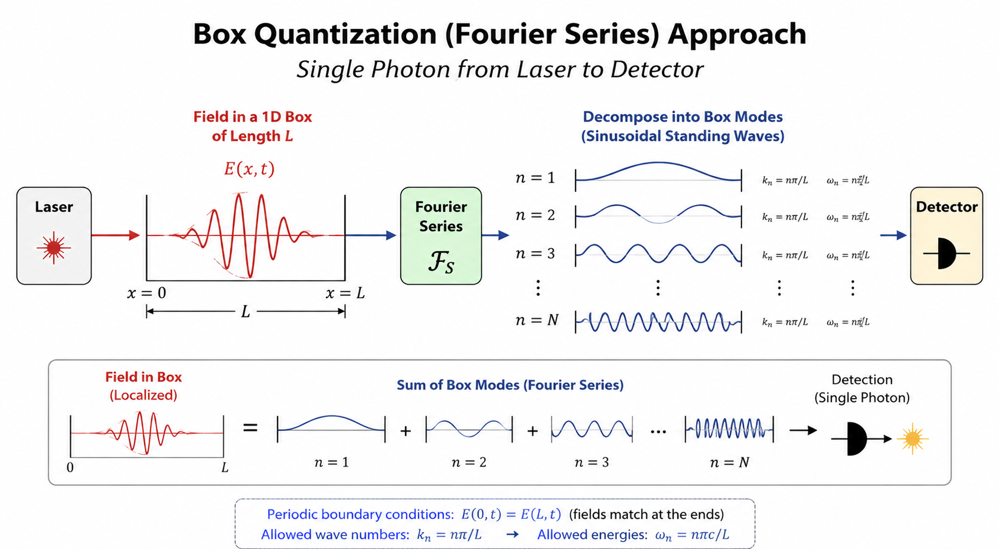 Box Quantization (Fourier Series) Approach
Single Photon from Laser to Detector
Field in a 1D Box
of Length L
E(x, t)
Laser
x = 0
x = L
L
Fourier
Series
ℱS
Decompose into Box Modes
(Sinusoidal Standing Waves)
n = 1
kₙ = nπ/L
n = 2
kₙ = nπ/L
n = 3
kₙ = nπ/L
n = N
kₙ = nπ/L
Detector
Field in Box
(Localized)
0
L
=
Sum of Box Modes (Fourier Series)
+
+
...
n = 1
n = 2
n = 3
n = N
Detection
(Single Photon)
Periodic boundary conditions: E(0, t) = E(L, t) (fields match at the ends)
Allowed wave numbers: kₙ = nπ/L → Allowed energies: ωₙ = nπc/L